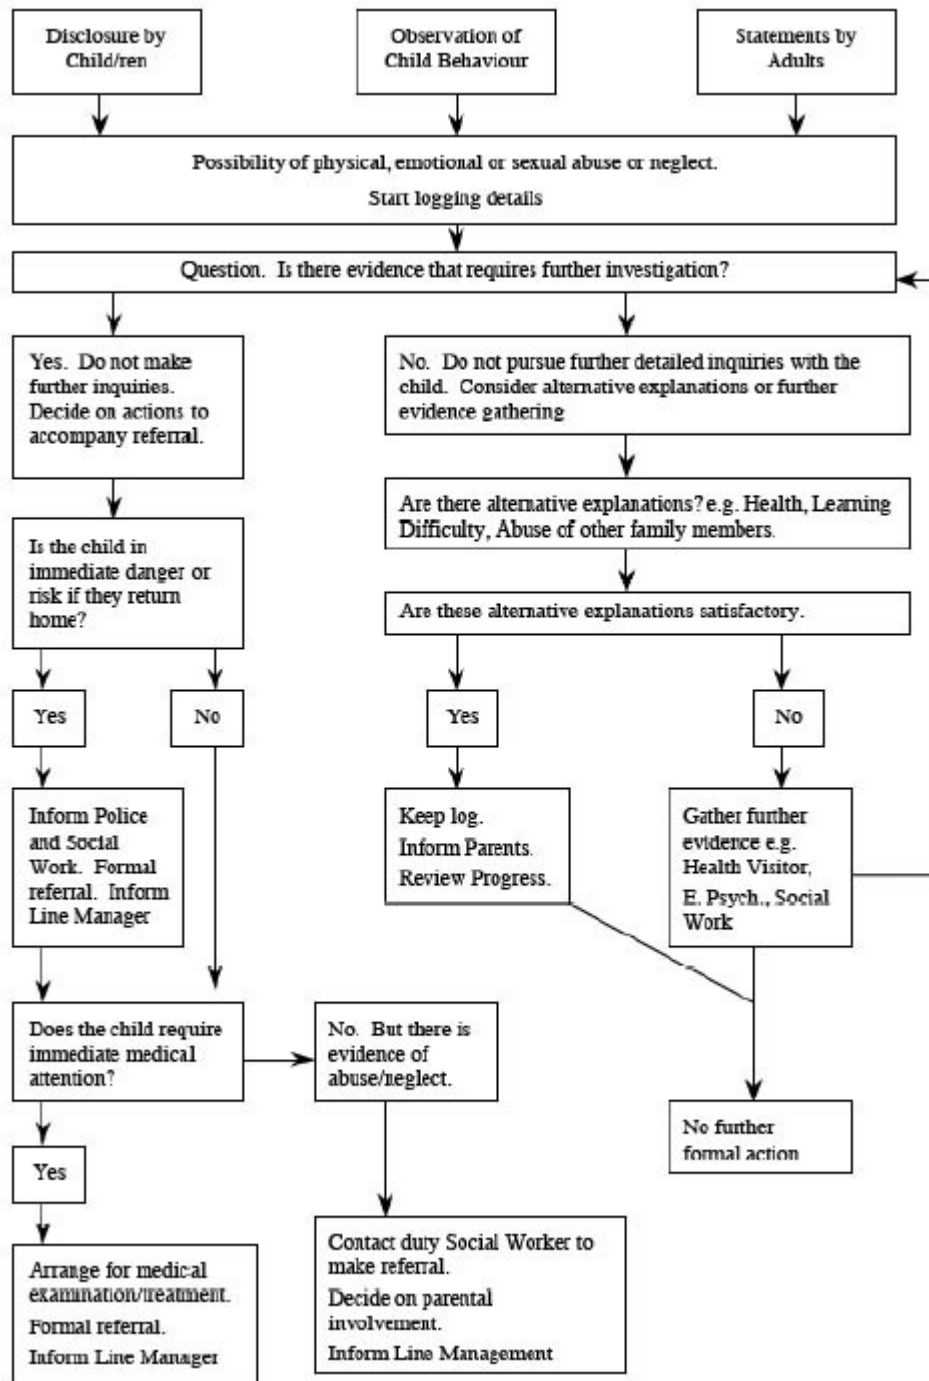 Disclosure by
Child/ren
Observation of
Child Behaviour
Statements by
Adults
Possibility of physical, emotional or sexual abuse or neglect.
Start logging details
Question. Is there evidence that requires further investigation?
Yes. Do not make
further inquiries.
Decide on actions to
accompany referral.
No. Do not pursue further detailed inquiries with the
child. Consider alternative explanations or further
evidence gathering
Are there alternative explanations? e.g. Health, Learning
Difficulty, Abuse of other family members.
Is the child in
immediate danger or
risk if they return
home?
Are these alternative explanations satisfactory.
Yes
No
Yes
No
Inform Police
and Social
Work. Formal
referral. Inform
Line Manager
Keep log.
Inform Parents.
Review Progress.
Gather further
evidence e.g.
Health Visitor,
E. Psych., Social
Work
Does the child require
immediate medical
attention?
No. But there is
evidence of
abuse/neglect.
No further
formal action
Yes
Arrange for medical
examination/treatment.
Formal referral.
Inform Line Manager
Contact duty Social Worker to
make referral.
Decide on parental
involvement.
Inform Line Management